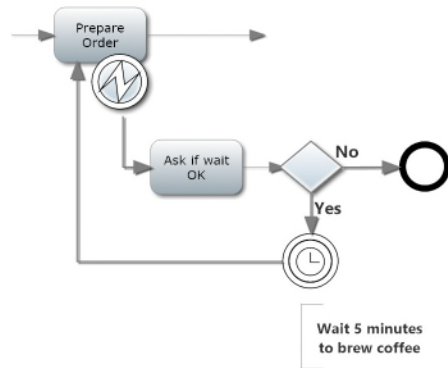 Prepare
Order
Ask if wait
OK
No
Yes
Wait 5 minutes
to brew coffee